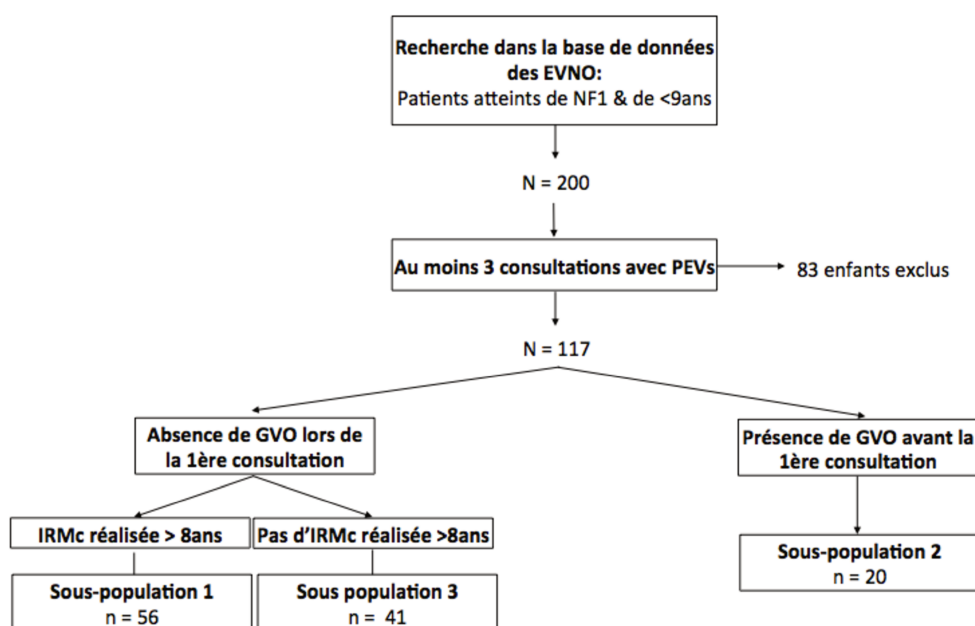 Recherche dans la base de données
des EVNO:
Patients atteints de NF1 & de <9ans
N = 200
Au moins 3 consultations avec PEVs
83 enfants exclus
N = 117
Absence de GVO lors de
la 1ère consultation
Présence de GVO avant la
1ère consultation
IRMc réalisée > 8ans
Pas d’IRMc réalisée >8ans
Sous-population 2
n = 20
Sous-population 1
n = 56
Sous population 3
n = 41